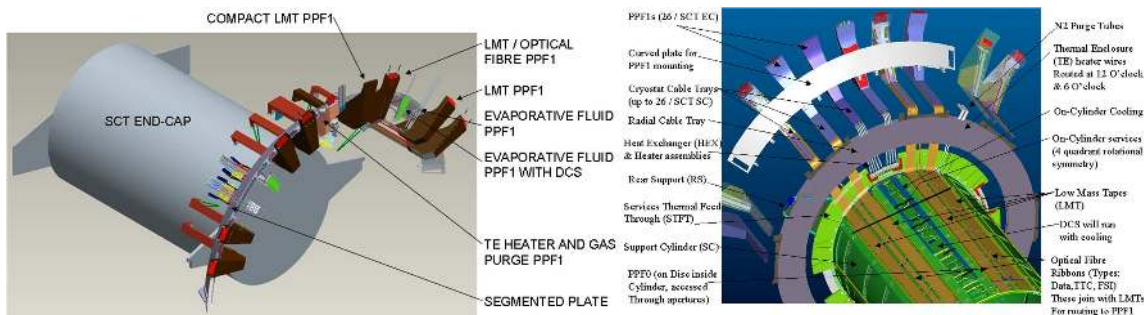 COMPACT LMT PPF1
LMT / OPTICAL
FIBRE PPF1
LMT PPF1
EVAPORATIVE FLUID
PPF1
EVAPORATIVE FLUID
PPF1 WITH DCS
SCT END-CAP
TE HEATER AND GAS
PURGE PPF1
SEGMENTED PLATE
PPF1s (26 / SCT EC)
Curved plate for
PPF1 mounting
Cryostat Cable Trays
(up to 26 / SCT SC)
Radial Cable Tray
Heat Exchanger (HEX)
& Heater assemblies
Rear Support (RS)
Services Thermal Feed
Through (STFT)
Support Cylinder (SC)
PPF0 (on Disc inside
Cylinder, accessed
Through apertures)
N2 Purge Tubes
Thermal Enclosure
(TE) heater wires
Routed at 12 O'clock
& 6 O'clock
On-Cylinder Cooling
On-Cylinder services
(4 quadrant rotational
symmetry)
Low Mass Tapes
(LMT)
DCS will run
with cooling
Optical Fibre
Ribbons (Types:
Data,TTC, FSI)
These join with LMTs
For routing to PPF1